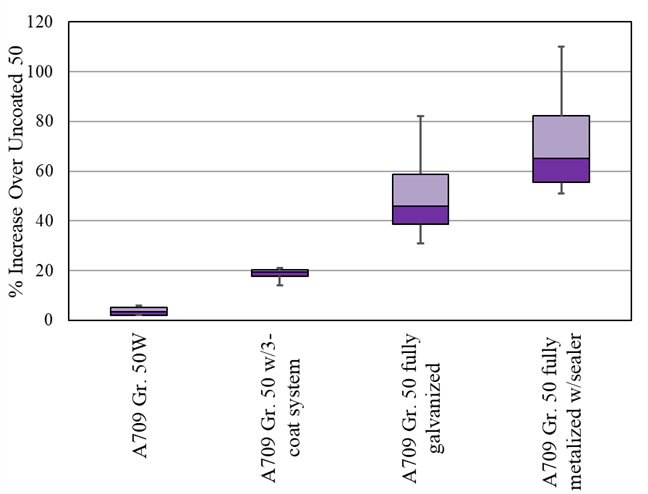 % Increase Over Uncoated 50
120
100
80
60
40
20
0
A709 Gr. 50W
A709 Gr. 50 w/3-
coat system
A709 Gr. 50 fully
galvanized
A709 Gr. 50 fully
metalized w/sealer